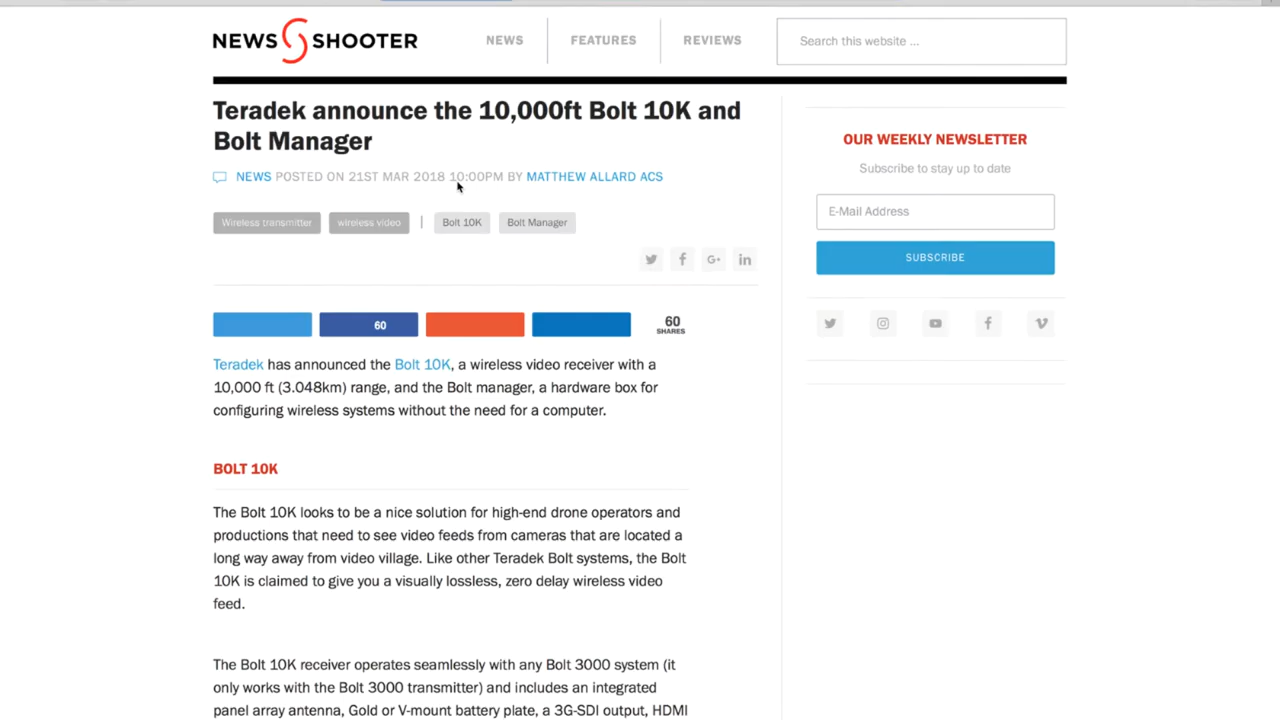 NEWS SHOOTER
NEWS
FEATURES
REVIEWS
Search this website ...
Teradek announce the 10,000ft Bolt 10K and
Bolt Manager
NEWS POSTED ON 21ST MAR 2018 10:00PM BY MATTHEW ALLARD ACS
Wireless transmitter
wireless video
|
Bolt 10K
Bolt Manager
G+
in
60
60
SHARES
Teradek has announced the Bolt 10K, a wireless video receiver with a
10,000 ft (3.048km) range, and the Bolt manager, a hardware box for
configuring wireless systems without the need for a computer.
BOLT 10K
The Bolt 10K looks to be a nice solution for high-end drone operators and
productions that need to see video feeds from cameras that are located a
long way away from video village. Like other Teradek Bolt systems, the Bolt
10K is claimed to give you a visually lossless, zero delay wireless video
feed.
The Bolt 10K receiver operates seamlessly with any Bolt 3000 system (it
only works with the Bolt 3000 transmitter) and includes an integrated
panel array antenna, Gold or V-mount battery plate, a 3G-SDI output, HDMI
OUR WEEKLY NEWSLETTER
Subscribe to stay up to date
E-Mail Address
SUBSCRIBE